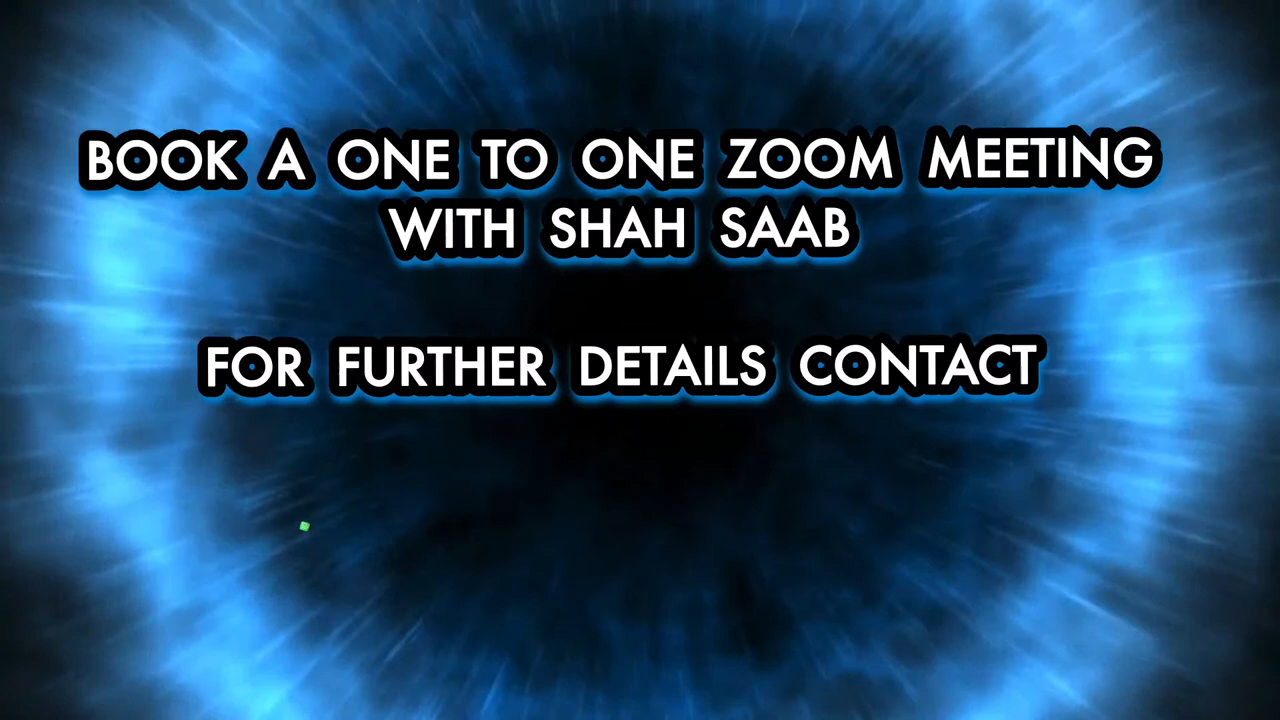 BOOK A ONE TO ONE ZOOM MEETING
WITH SHAH SAAB
FOR FURTHER DETAILS CONTACT